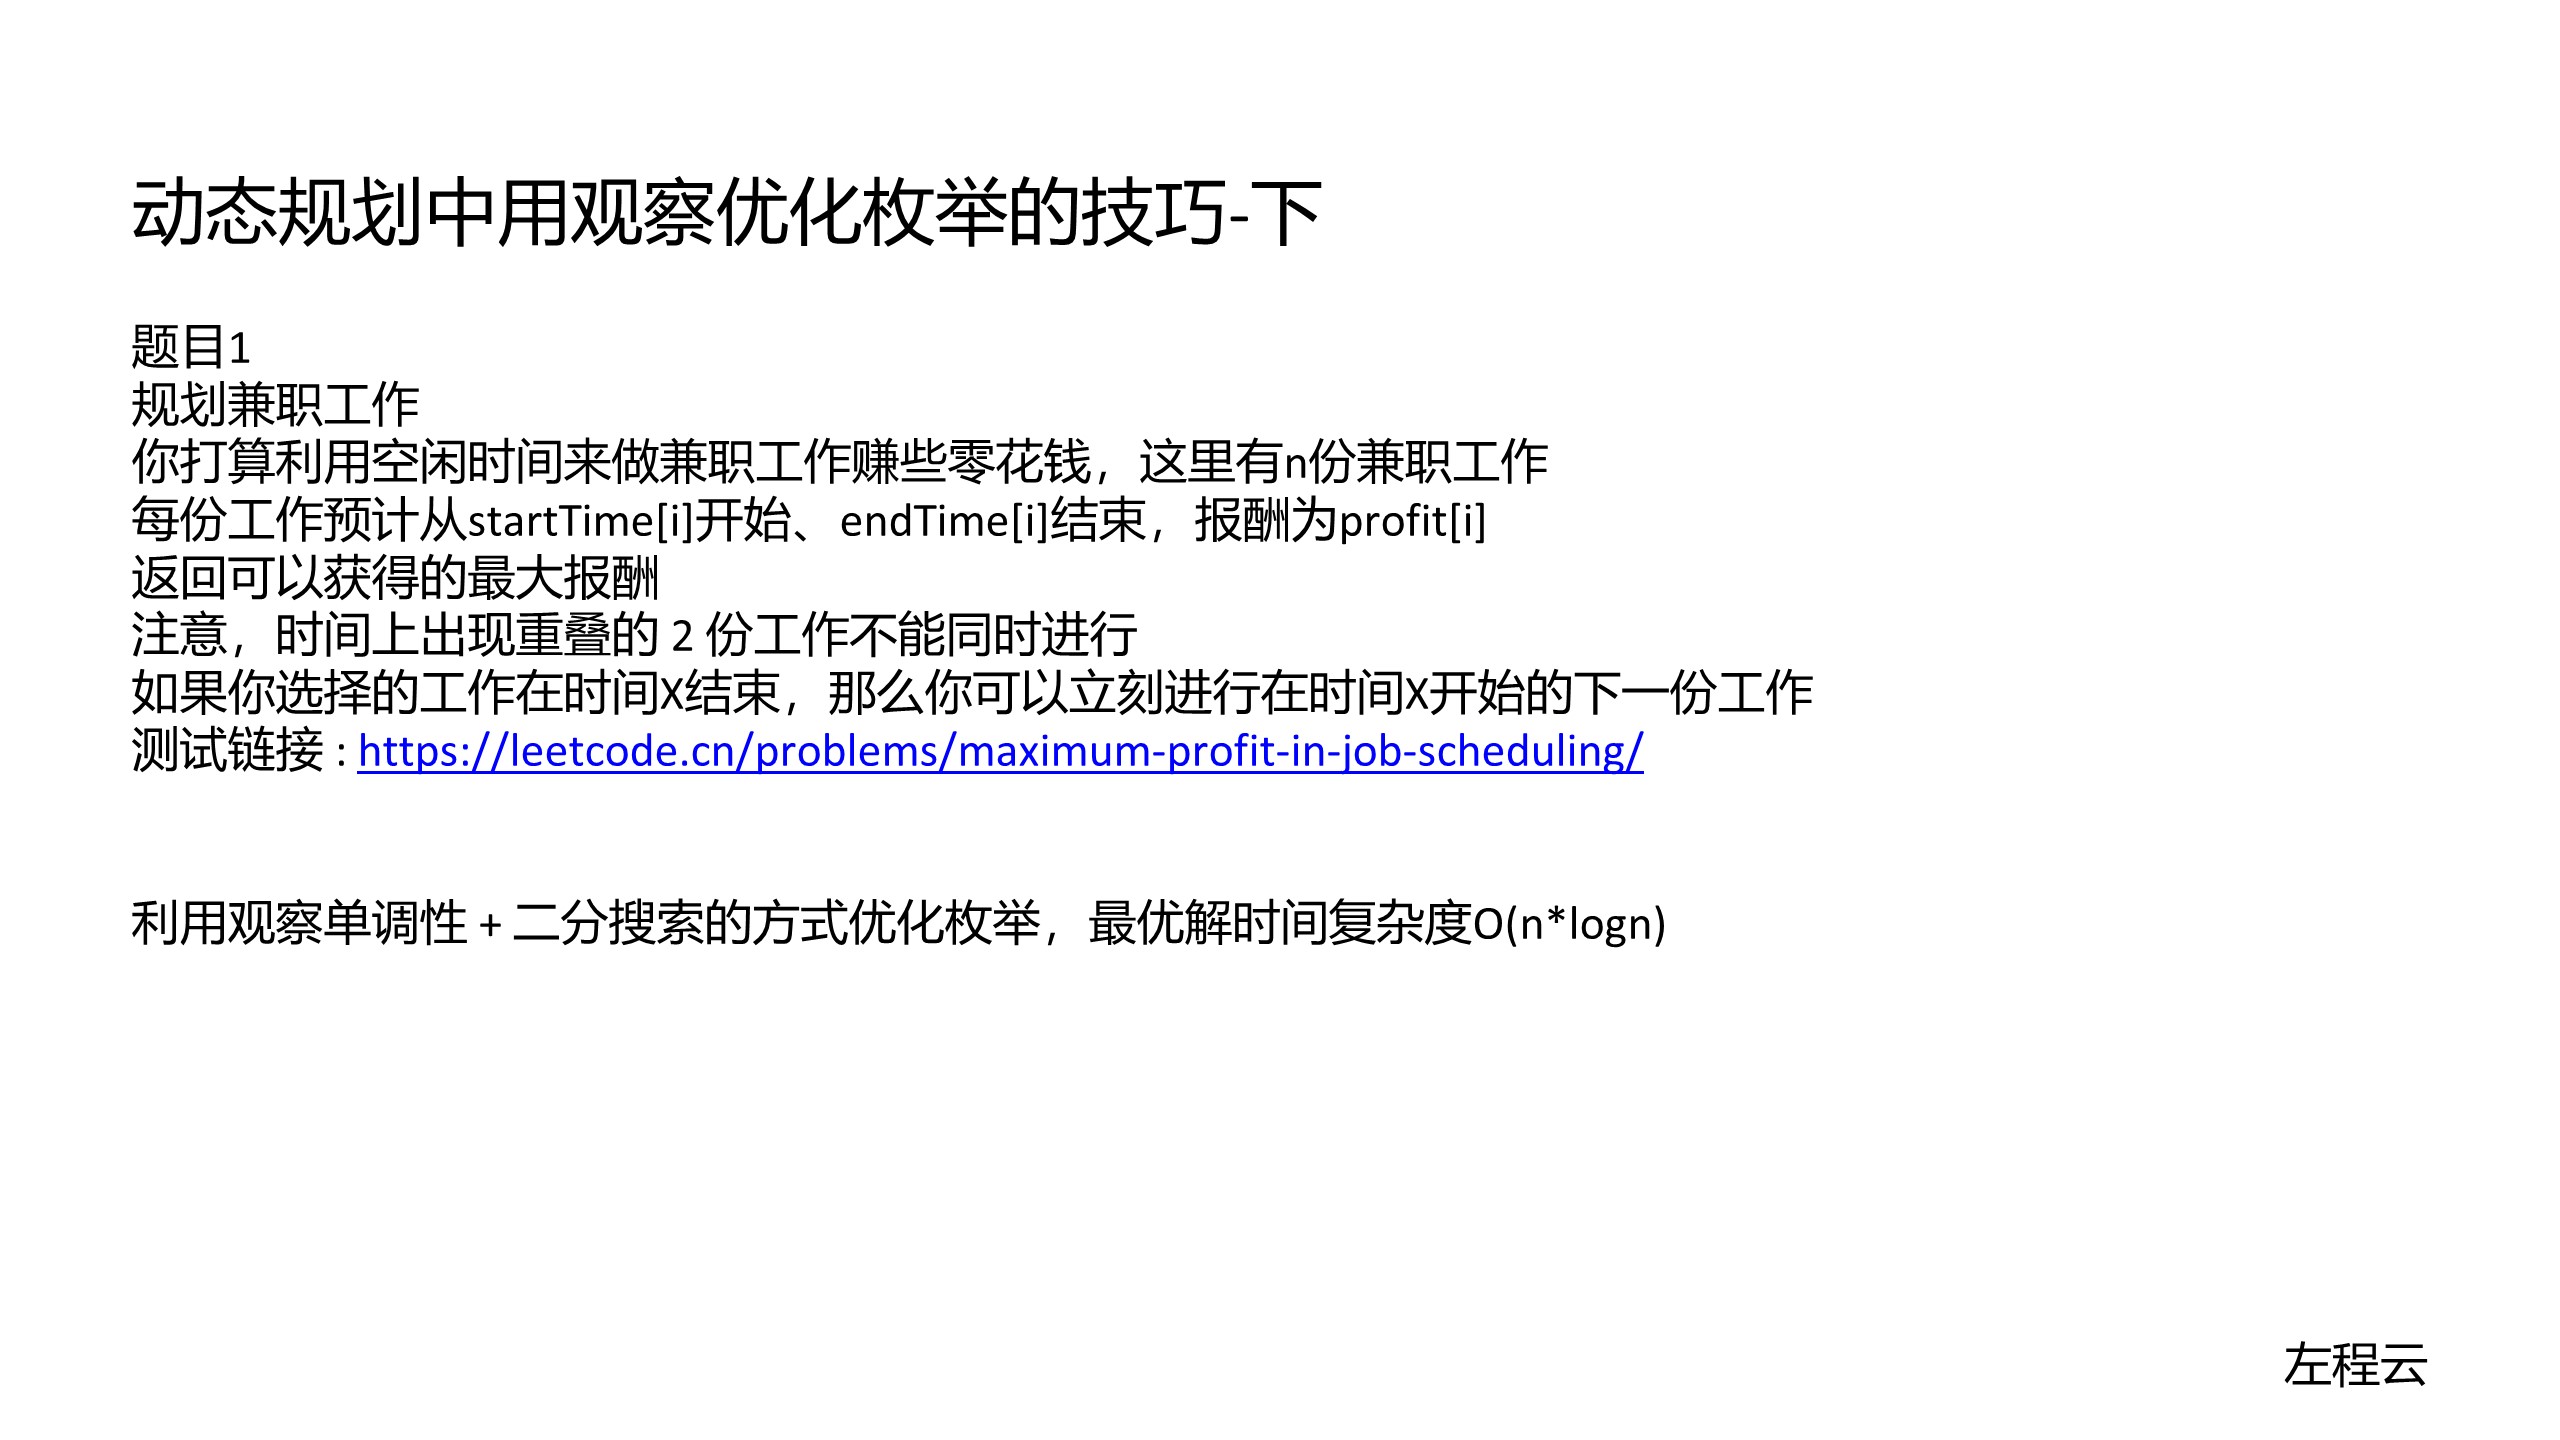 动态规划中用观察优化枚举的技巧-下
题目1
规划兼职工作
你打算利用空闲时间来做兼职工作赚些零花钱，这里有n份兼职工作
每份工作预计从startTime[i]开始、endTime[i]结束，报酬为profit[i]
返回可以获得的最大报酬
注意，时间上出现重叠的 2 份工作不能同时进行
如果你选择的工作在时间X结束，那么你可以立刻进行在时间X开始的下一份工作
测试链接 : https://leetcode.cn/problems/maximum-profit-in-job-scheduling/
利用观察单调性 + 二分搜索的方式优化枚举，最优解时间复杂度O(n*logn)
左程云